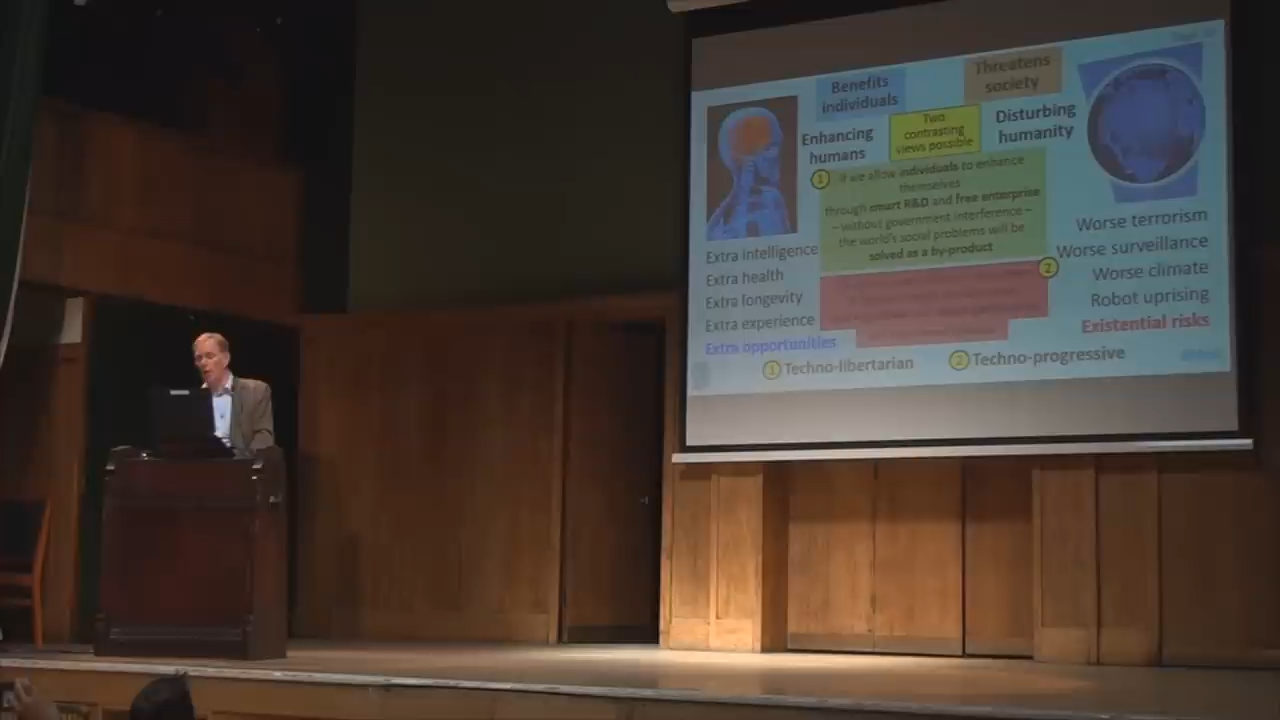 Benefits
individuals
Threatens
society
Enhancing
humans
Two
contrasting
views possible
Disturbing
humanity
1
If we allow individuals to enhance
themselves
through smart R&D and free enterprise
– without government interference –
the world's social problems will be
solved as a by-product
2
Extra intelligence
Extra health
Extra longevity
Extra experience
Extra opportunities
Worse terrorism
Worse surveillance
Worse climate
Robot uprising
Existential risks
1 Techno-libertarian
2 Techno-progressive